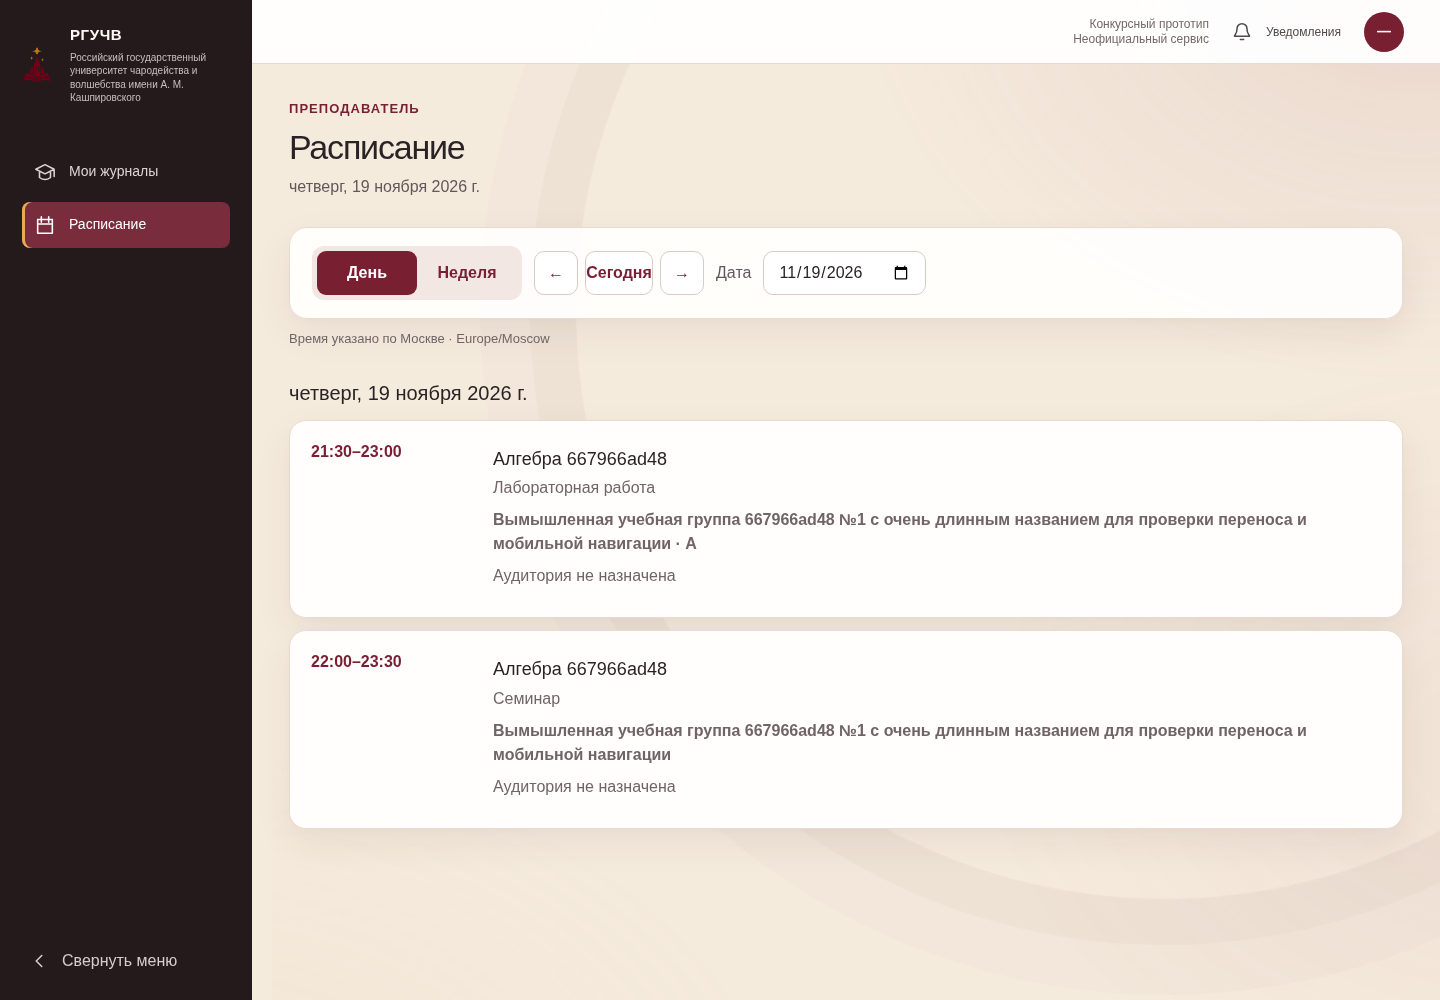 РГУЧВ
Российский государственный
университет чародейства и
волшебства имени А. М.
Кашпировского
Мои журналы
Расписание
Свернуть меню
Конкурсный прототип
Неофициальный сервис
Уведомления
ПРЕПОДАВАТЕЛЬ
Расписание
четверг, 19 ноября 2026 г.
День
Неделя
←
Сегодня
→
Дата
11/19/2026
Время указано по Москве · Europe/Moscow
четверг, 19 ноября 2026 г.
21:30–23:00
Алгебра 667966ad48
Лабораторная работа
Вымышленная учебная группа 667966ad48 №1 с очень длинным названием для проверки переноса и
мобильной навигации · А
Аудитория не назначена
22:00–23:30
Алгебра 667966ad48
Семинар
Вымышленная учебная группа 667966ad48 №1 с очень длинным названием для проверки переноса и
мобильной навигации
Аудитория не назначена